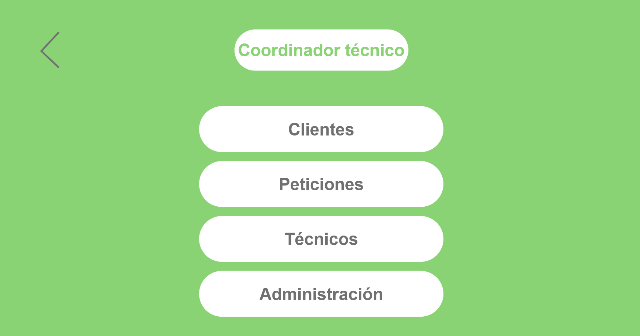 Coordinador técnico
Clientes
Peticiones
Técnicos
Administración